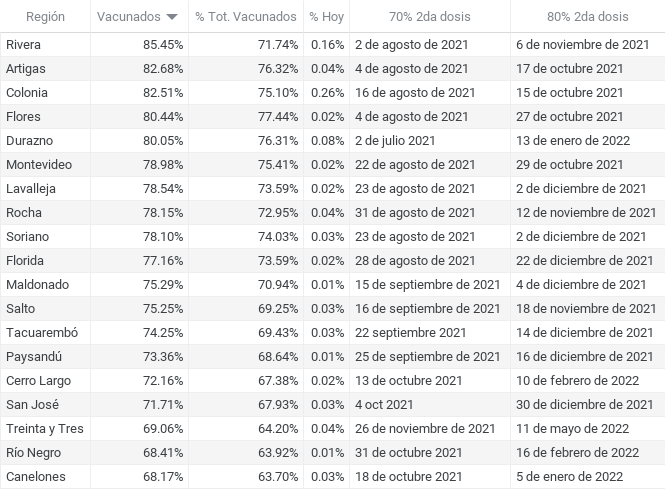 Región Vacunados % Tot. Vacunados % Hoy 70% 2da dosis 80% 2da dosis
Rivera 85.45% 71.74% 0.16% 2 de agosto de 2021 6 de noviembre de 2021
Artigas 82.68% 76.32% 0.04% 4 de agosto de 2021 17 de octubre 2021
Colonia 82.51% 75.10% 0.26% 16 de agosto de 2021 15 de octubre 2021
Flores 80.44% 77.44% 0.02% 4 de agosto de 2021 27 de octubre 2021
Durazno 80.05% 76.31% 0.08% 2 de julio 2021 13 de enero de 2022
Montevideo 78.98% 75.41% 0.02% 22 de agosto de 2021 29 de octubre 2021
Lavalleja 78.54% 73.59% 0.02% 23 de agosto de 2021 2 de diciembre de 2021
Rocha 78.15% 72.95% 0.04% 31 de agosto de 2021 12 de noviembre de 2021
Soriano 78.10% 74.03% 0.03% 23 de agosto de 2021 2 de diciembre de 2021
Florida 77.16% 73.59% 0.02% 28 de agosto de 2021 22 de diciembre de 2021
Maldonado 75.29% 70.94% 0.01% 15 de septiembre de 2021 4 de diciembre de 2021
Salto 75.25% 69.25% 0.03% 16 de septiembre de 2021 18 de noviembre de 2021
Tacuarembó 74.25% 69.43% 0.03% 22 septiembre 2021 14 de diciembre de 2021
Paysandú 73.36% 68.64% 0.01% 25 de septiembre de 2021 16 de diciembre de 2021
Cerro Largo 72.16% 67.38% 0.02% 13 de octubre 2021 10 de febrero de 2022
San José 71.71% 67.93% 0.03% 4 oct 2021 30 de diciembre de 2021
Treinta y Tres 69.06% 64.20% 0.04% 26 de noviembre de 2021 11 de mayo de 2022
Río Negro 68.41% 63.92% 0.01% 31 de octubre 2021 16 de febrero de 2022
Canelones 68.17% 63.70% 0.03% 18 de octubre 2021 5 de enero de 2022